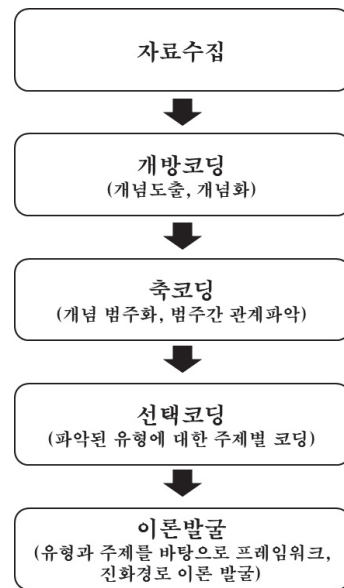 자료수집
개방코딩
(개념도출, 개념화)
축코딩
(개념 범주화, 범주간 관계파악)
선택코딩
(파악된 유형에 대한 주제별 코딩)
이론발굴
(유형과 주제를 바탕으로 프레임워크,
진화경로 이론 발굴)